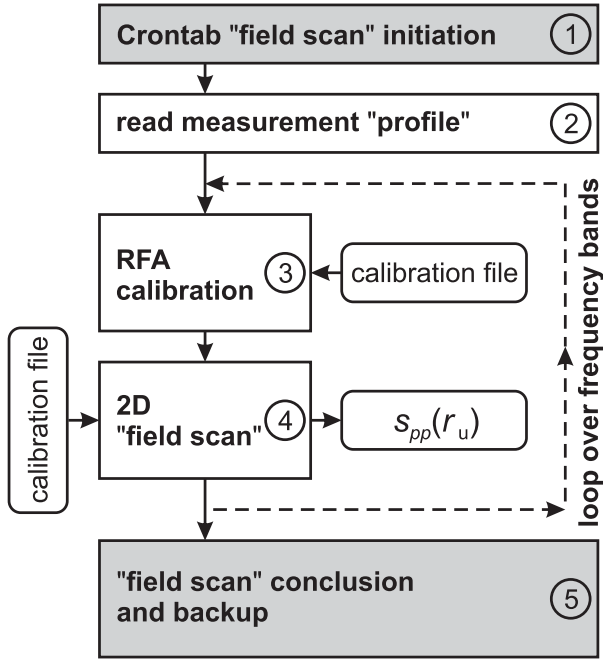 Crontab "field scan" initiation
1
read measurement "profile"
2
loop over frequency bands
RFA
calibration
3
calibration file
calibration file
2D
"field scan"
4
s_pp(r_u)
"field scan" conclusion
and backup
5